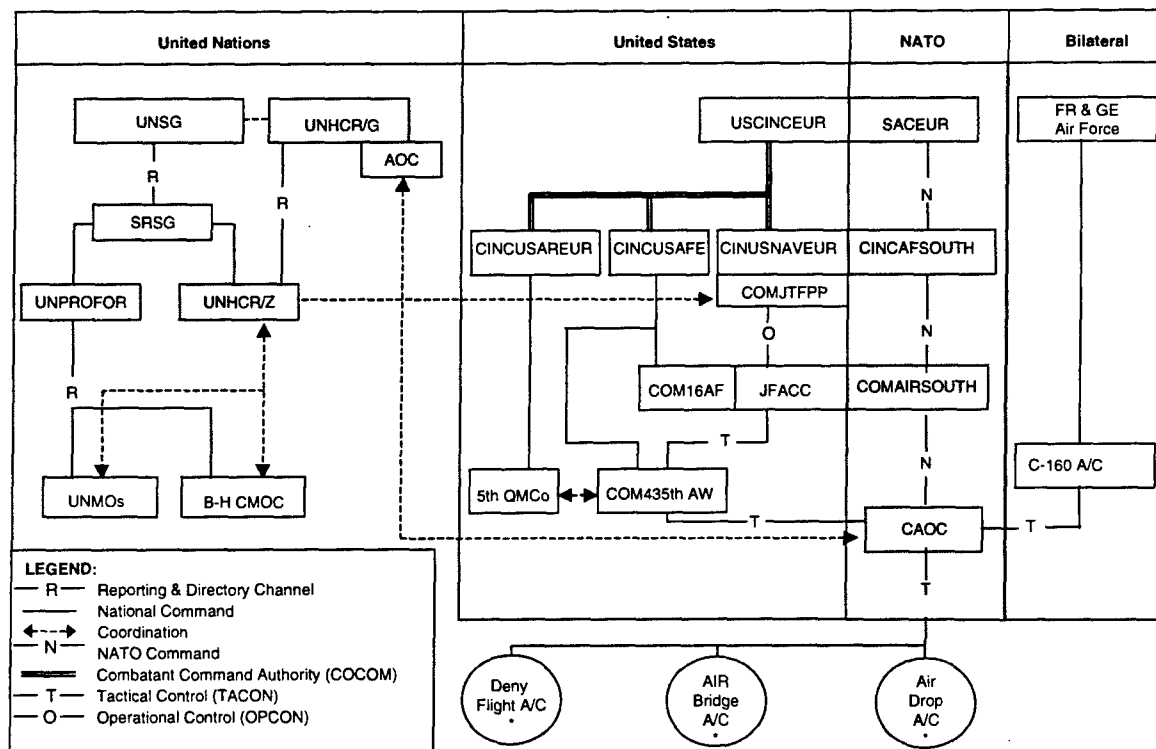 United Nations
United States
NATO
Bilateral
UNSG
UNHCR/G
AOC
USCINCEUR
SACEUR
FR & GE
Air Force
R
R
N
SRSG
CINCUSAREUR
CINCUSAFE
CINUSNAVEUR
CINCAFSOUTH
UNPROFOR
UNHCR/Z
COMJTFPP
O
N
R
COM16AF
JFACC
COMAIRSOUTH
T
N
UNMOs
B-H CMOC
5th QMCo
COM435th AW
C-160 A/C
T
CAOC
T
T
LEGEND:
R Reporting & Directory Channel
National Command
Coordination
N NATO Command
Combatant Command Authority (COCOM)
T Tactical Control (TACON)
O Operational Control (OPCON)
Deny
Flight A/C
*
AIR
Bridge
A/C
*
Air
Drop
A/C
*